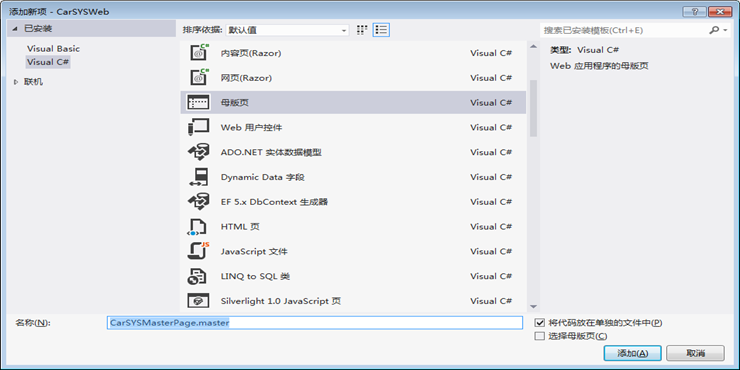 添加新项 - CarSYSWeb
已安装
Visual Basic
Visual C#
联机
排序依据: 默认值
内容页(Razor) Visual C#
网页(Razor) Visual C#
母版页 Visual C#
Web 用户控件 Visual C#
ADO.NET 实体数据模型 Visual C#
Dynamic Data 字段 Visual C#
EF 5.x DbContext 生成器 Visual C#
HTML 页 Visual C#
JavaScript 文件 Visual C#
LINQ to SQL 类 Visual C#
Silverlight 1.0 JavaScript 页 Visual C#
搜索已安装模板(Ctrl+E)
类型: Visual C#
Web 应用程序的母版页
名称(N): CarSYSMasterPage.master
将代码放在单独的文件中(P)
选择母版页(C)
添加(A) 取消